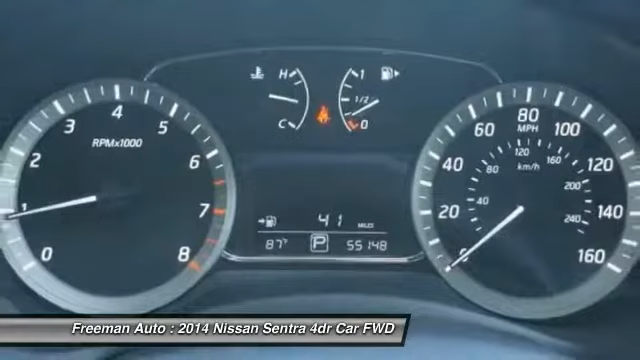 H 1
1/2
C 0
4
3 5
RPMx1000
2 6
1 7
0 8
80
60 100
MPH
120
40 80 160 120
km/h
200
20 40 140
240
0 160
41 MILES
87°F P 55148
Freeman Auto : 2014 Nissan Sentra 4dr Car FWD